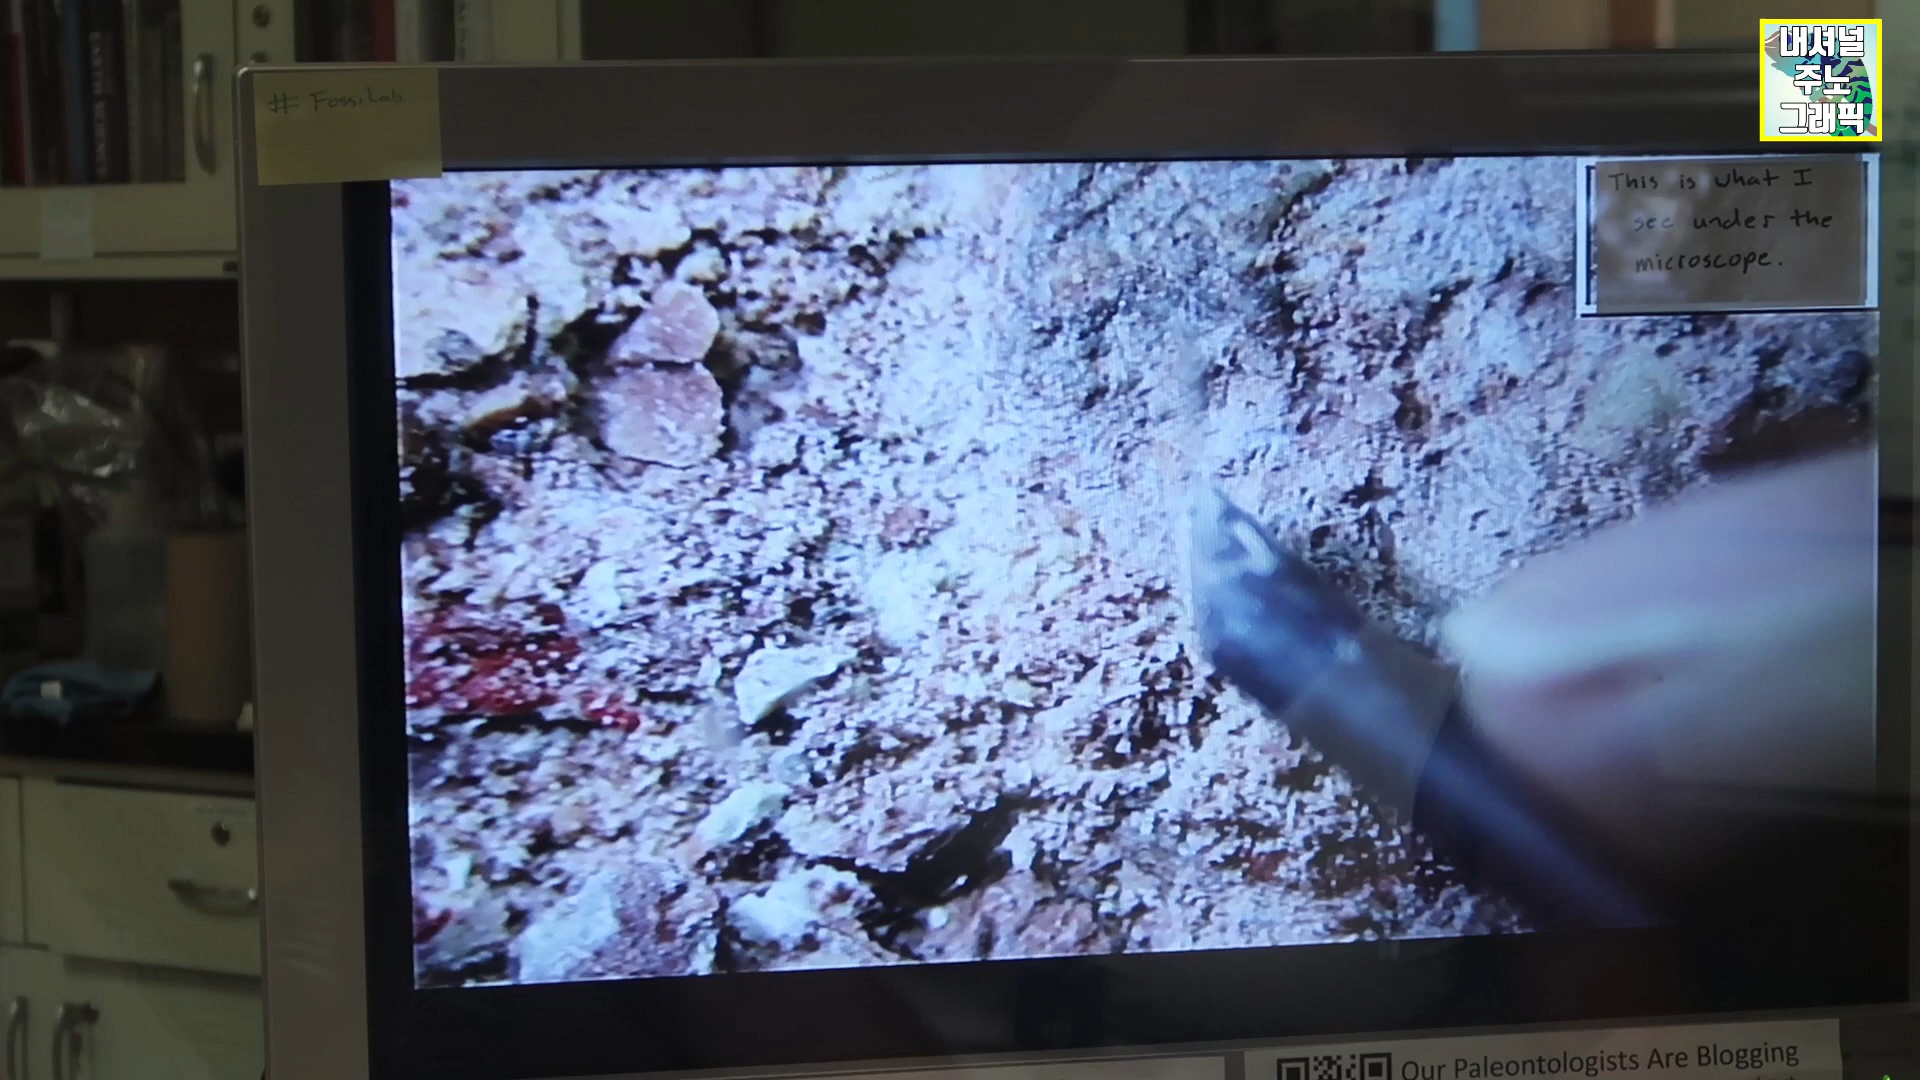 내셔널
주노
그래픽
# FossiLab
This is what I
see under the
microscope.
Our Paleontologists Are Blogging